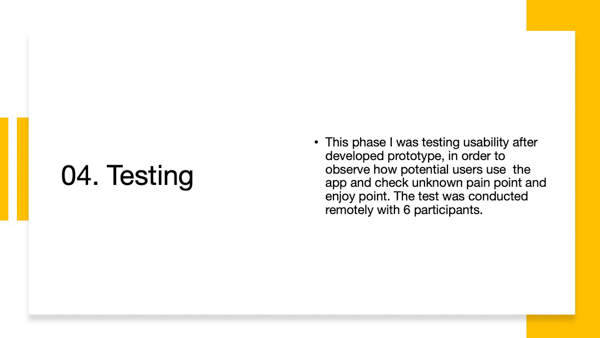 04. Testing
• This phase I was testing usability after
developed prototype, in order to
observe how potential users use  the
app and check unknown pain point and
enjoy point. The test was conducted
remotely with 6 participants.